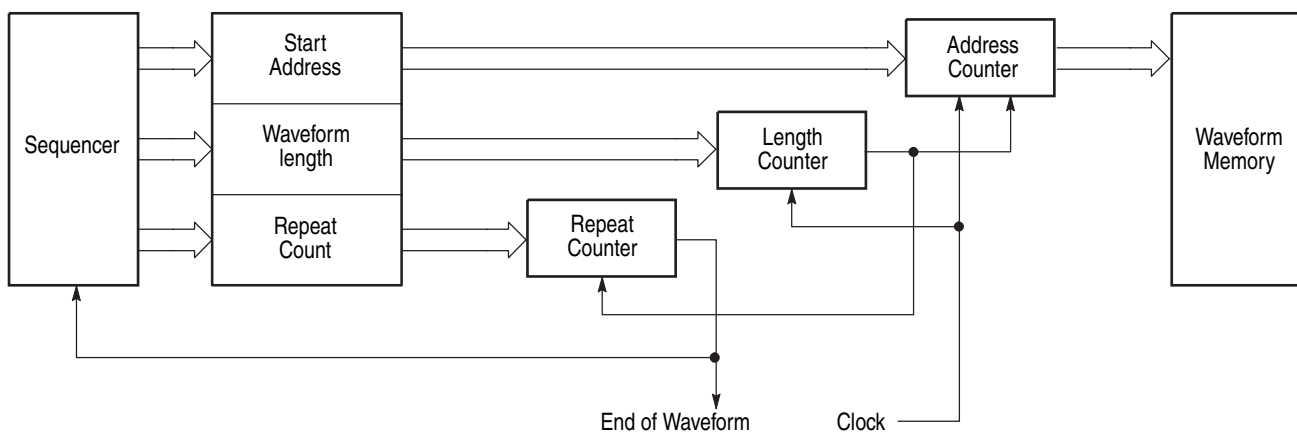 Sequencer
Start
Address
Waveform
length
Repeat
Count
Repeat
Counter
Length
Counter
Address
Counter
Waveform
Memory
End of Waveform
Clock